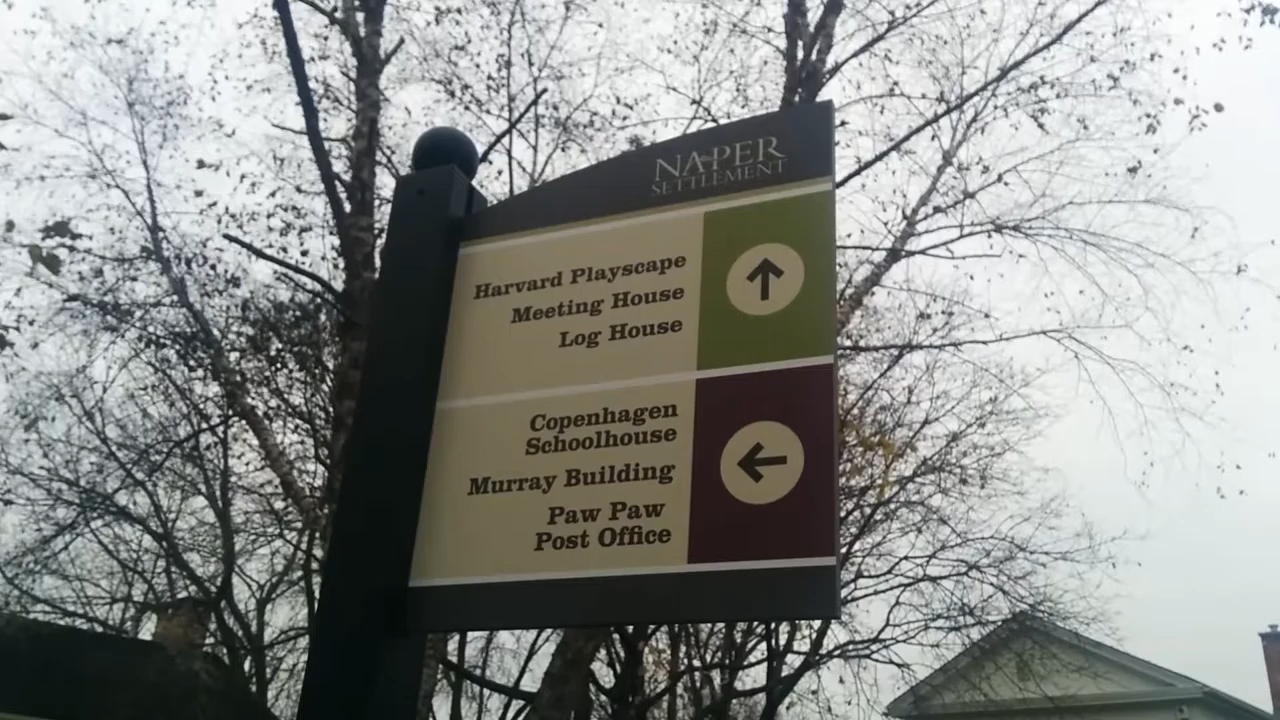 NAPER
SETTLEMENT
Harvard Playscape
Meeting House
Log House
Copenhagen
Schoolhouse
Murray Building
Paw Paw
Post Office